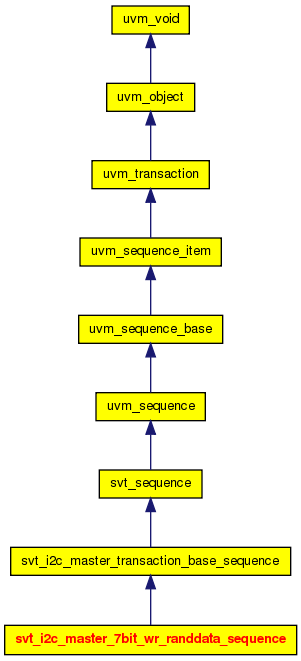 uvm_void
uvm_object
uvm_transaction
uvm_sequence_item
uvm_sequence_base
uvm_sequence
svt_sequence
svt_i2c_master_transaction_base_sequence
svt_i2c_master_7bit_wr_randdata_sequence